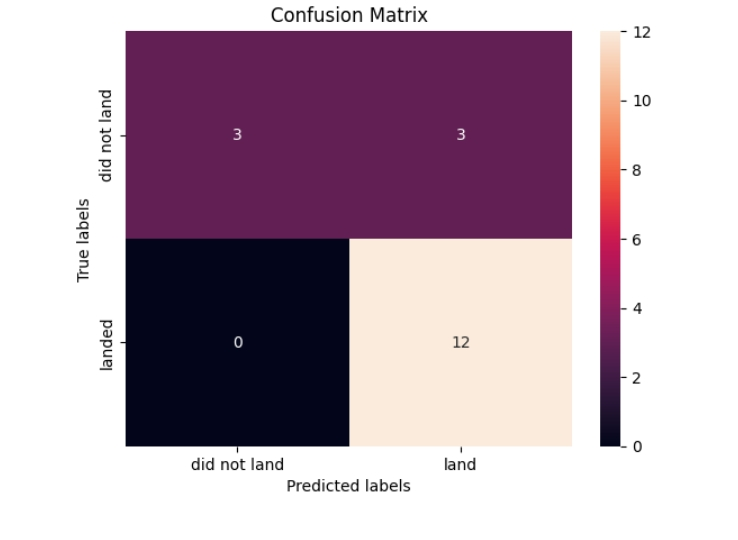 Confusion Matrix
True labels
did not land
landed
3
3
0
12
did not land
land
Predicted labels
12
10
8
6
4
2
0